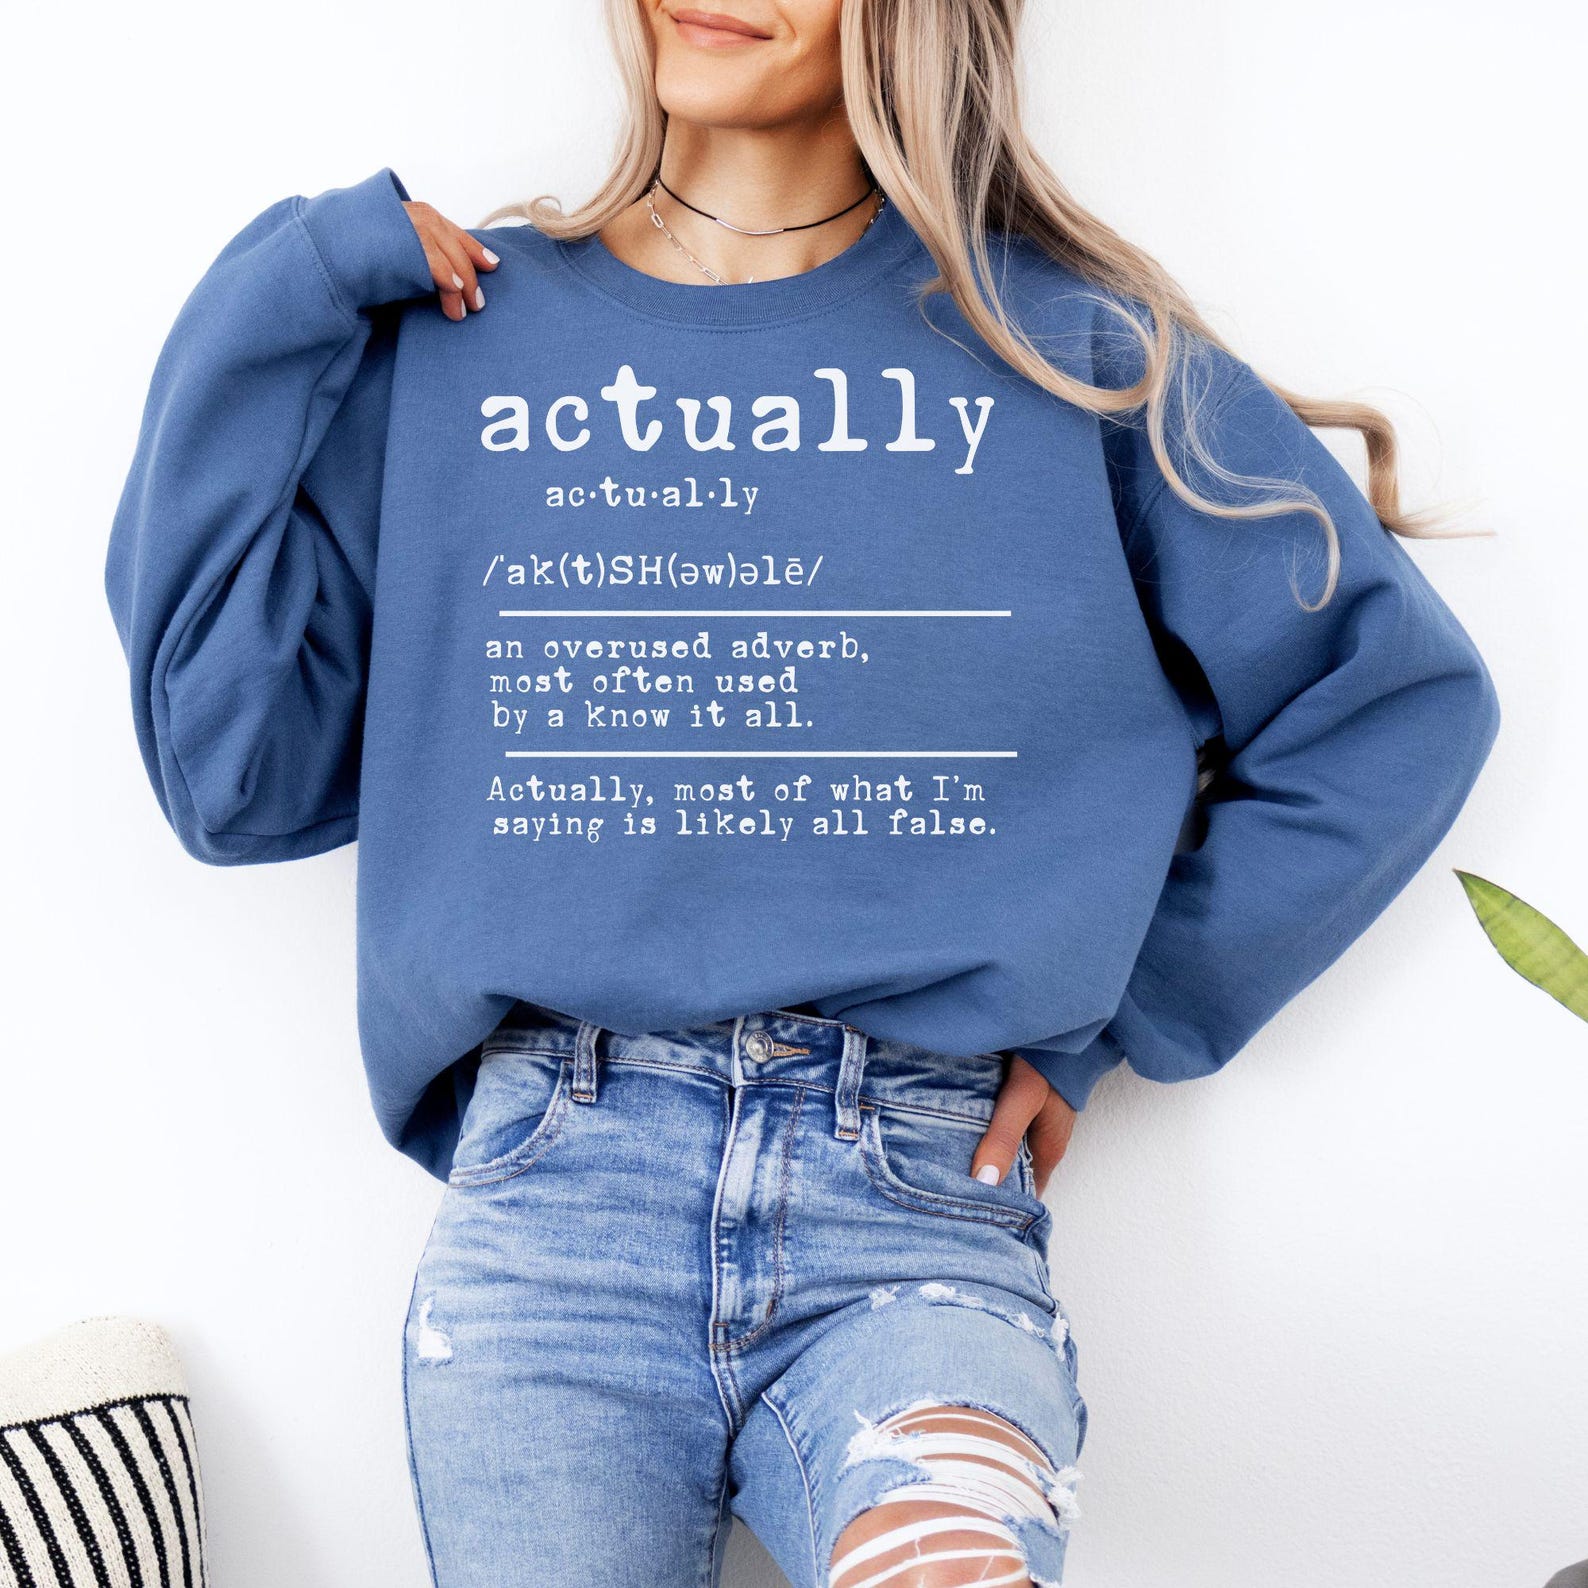 actually
ac·tu·al·ly
/ˈak(t)SH(əw)əlē/
an overused adverb,
most often used
by a know it all.
Actually, most of what I'm
saying is likely all false.